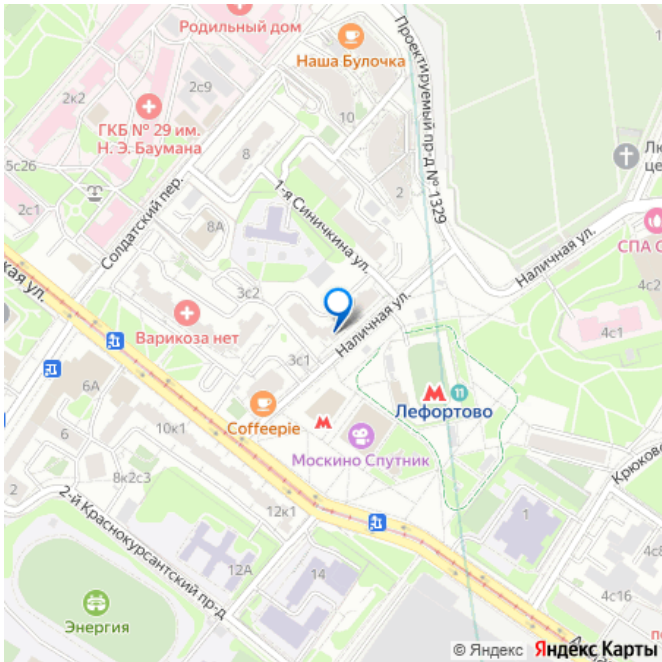 Родильный дом
Наша Булочка
Проектируемый пр-д № 1329
2к2
2с9
10
ГКБ № 29 им.
Н. Э. Баумана
8
5с26
2
2с1
Солдатский пер.
8А
1-я Синичкина ул.
Наличная ул.
СПА
4с2
кая ул.
3с2
Варикоза нет
Наличная ул.
4с1
3с1
6А
Coffeepie
Лефортово
11
10к1
Москино Спутник
6
8к2с3
2
2-й Краснокурсантский пр-д
12к1
1
12А
14
4с8
4с16
Энергия
© Яндекс
Яндекс Карты